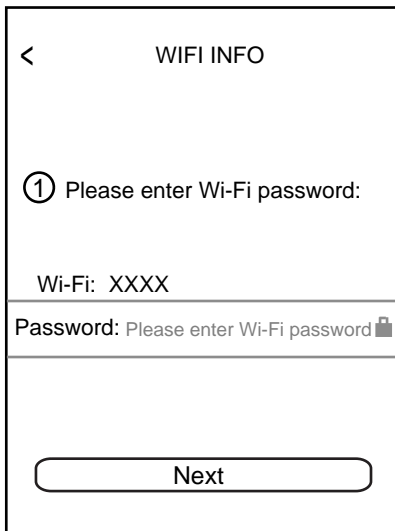 < WIFI INFO
① Please enter Wi-Fi password:
Wi-Fi: XXXX
Password: Please enter Wi-Fi password
Next